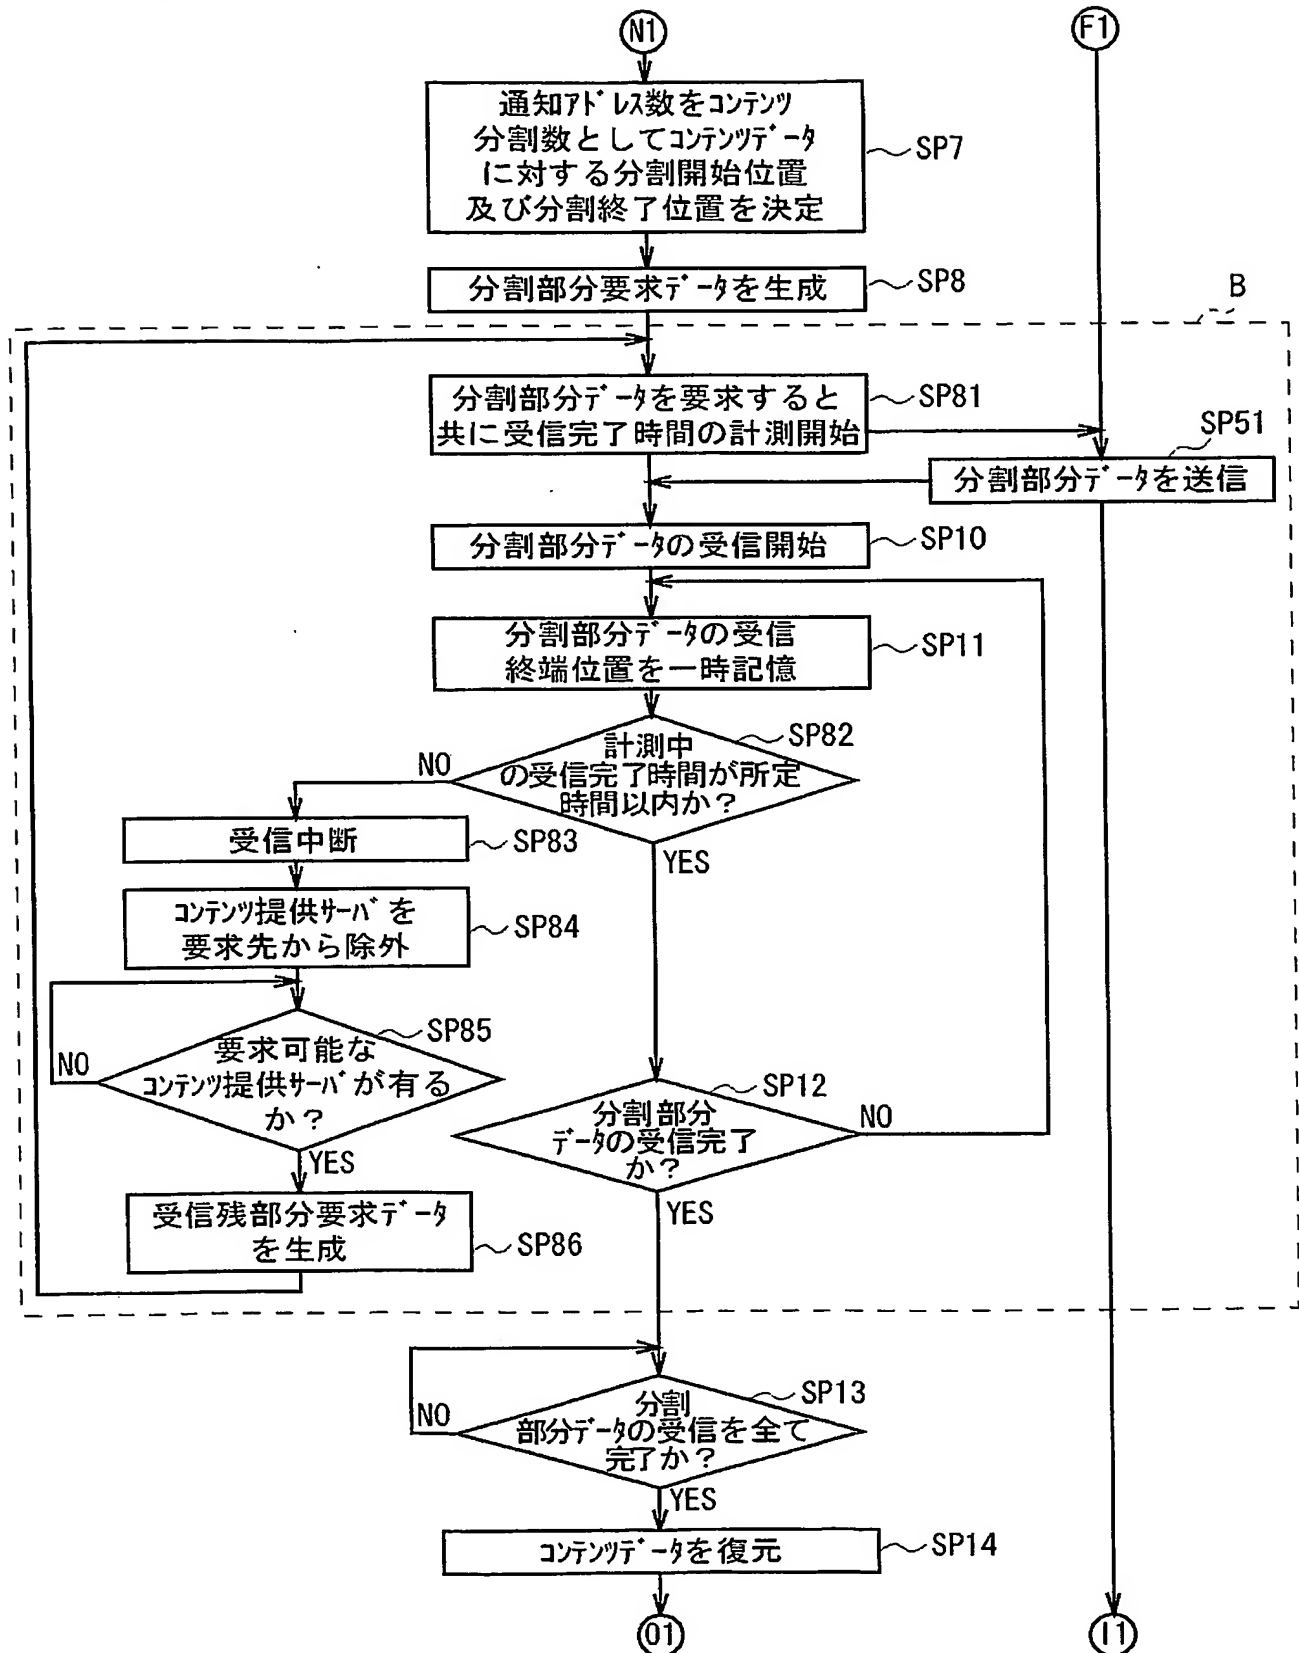 N1
F1
通知アドレス数をコンテンツ
分割数としてコンテンツデータ
に対する分割開始位置
及び分割終了位置を決定
SP7
分割部分要求データを生成
SP8
B
分割部分データを要求すると
共に受信完了時間の計測開始
SP81
SP51
分割部分データを送信
分割部分データの受信開始
SP10
分割部分データの受信
終端位置を一時記憶
SP11
計測中
の受信完了時間が所定
時間以内か?
SP82
NO
YES
受信中断
SP83
コンテンツ提供サーバを
要求先から除外
SP84
要求可能な
コンテンツ提供サーバが有る
か?
SP85
NO
YES
分割部分
データの受信完了
か?
SP12
NO
YES
受信残部分要求データ
を生成
SP86
分割
部分データの受信を全て
完了か?
SP13
NO
YES
コンテンツデータを復元
SP14
O1
I1